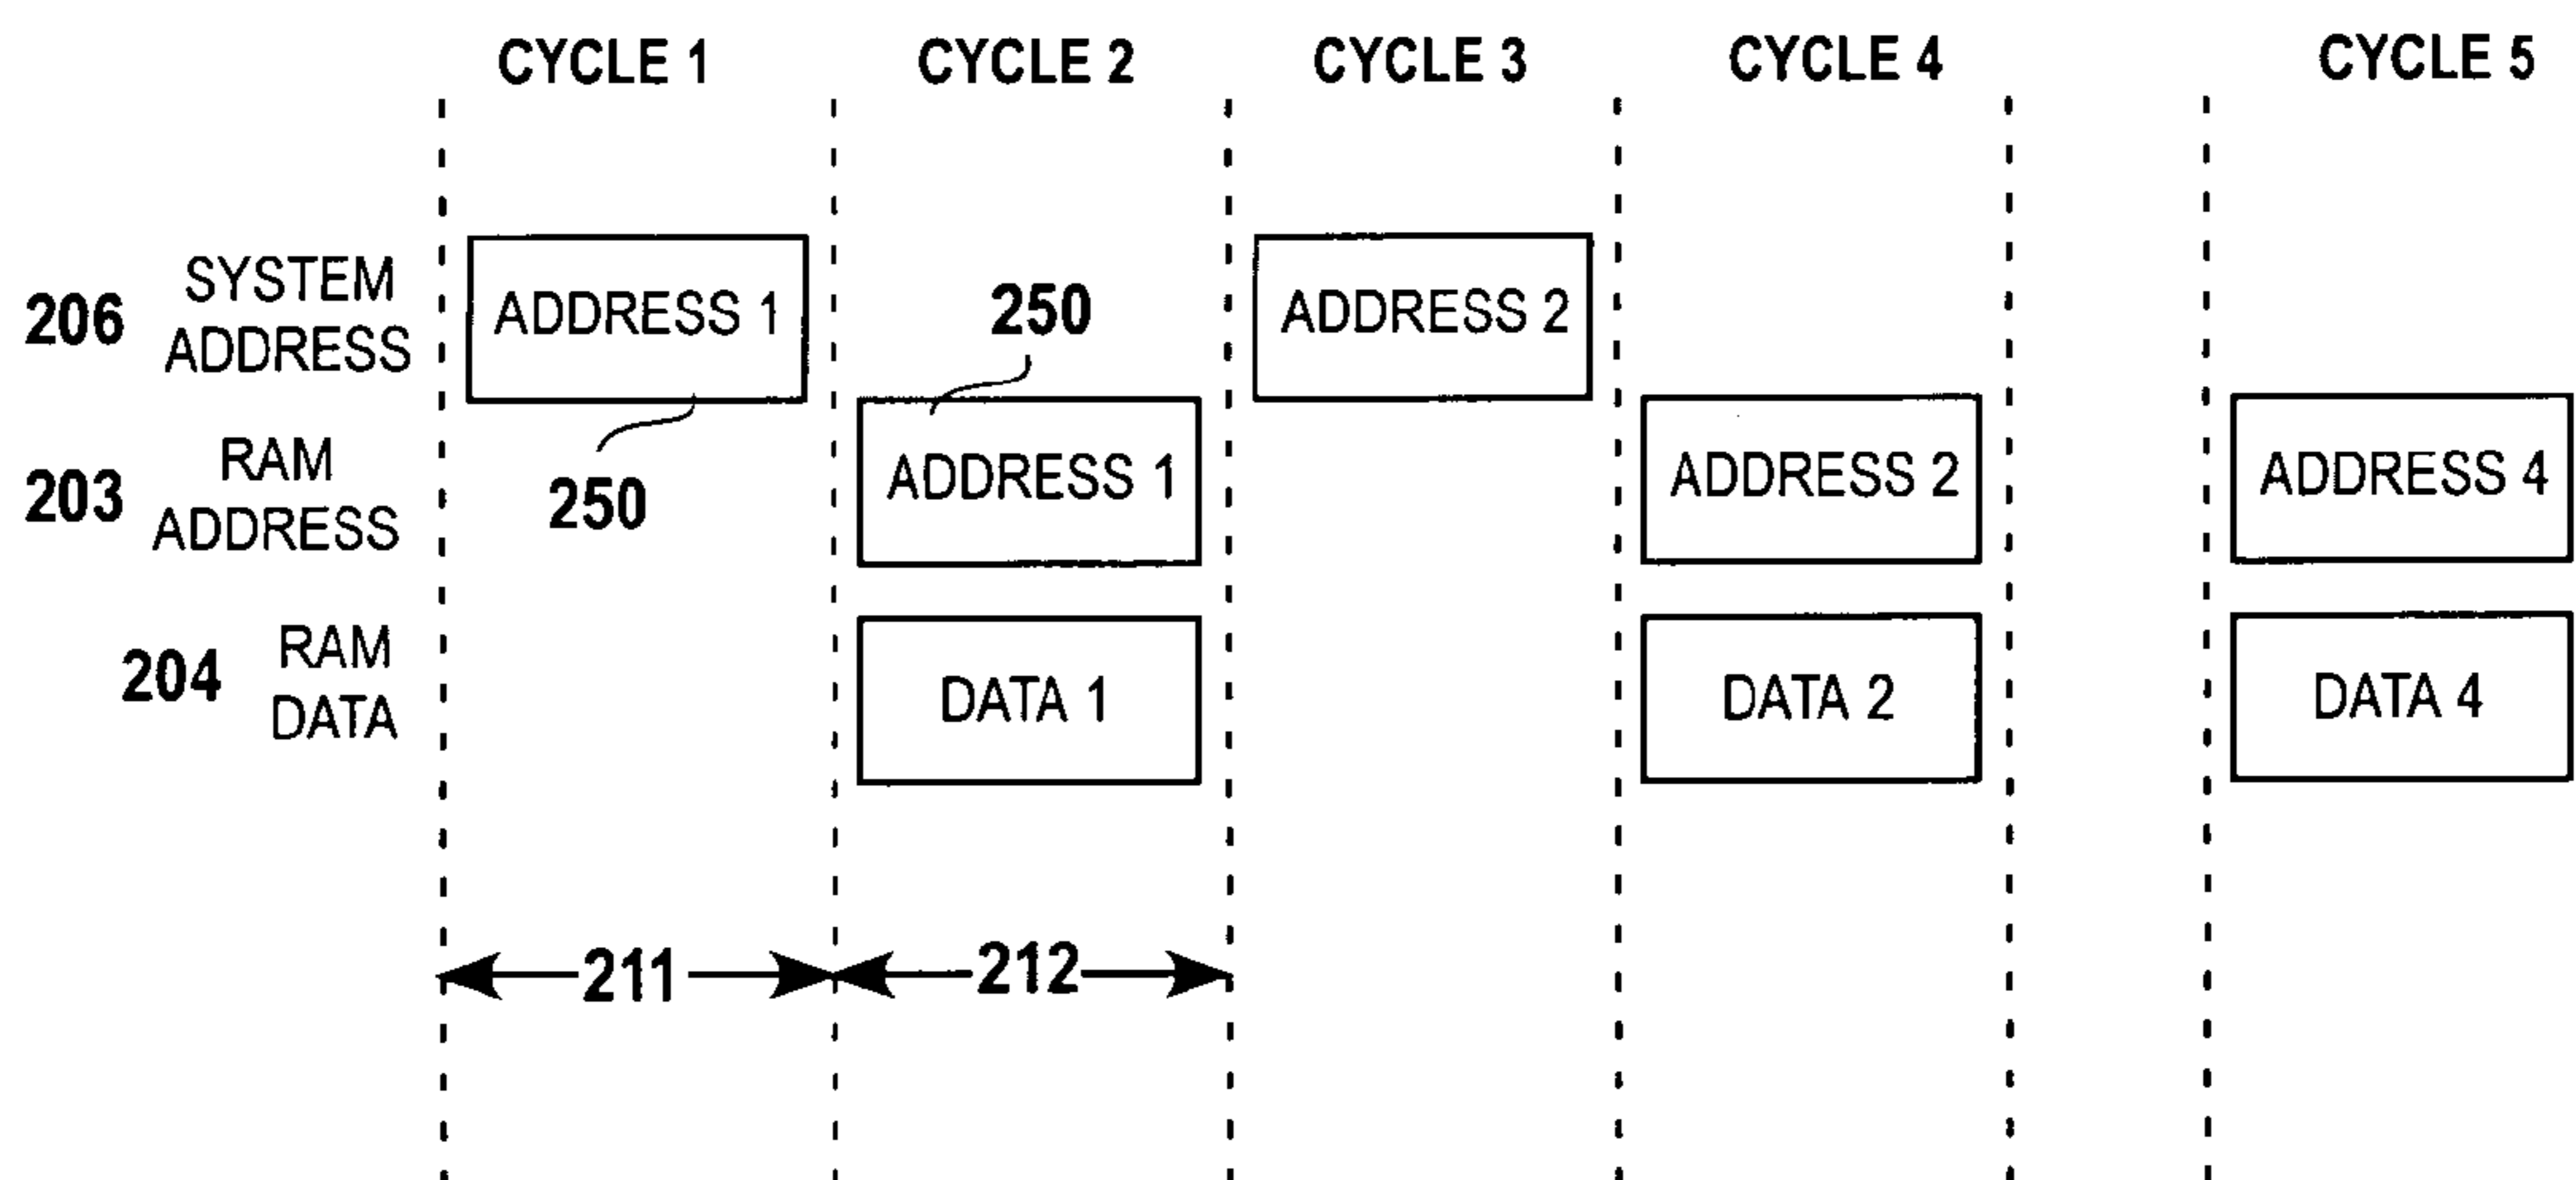 CYCLE 1 CYCLE 2 CYCLE 3 CYCLE 4 CYCLE 5
206 SYSTEM ADDRESS
ADDRESS 1
250
ADDRESS 2
203 RAM ADDRESS
250
ADDRESS 1
ADDRESS 2
ADDRESS 4
204 RAM DATA
DATA 1
DATA 2
DATA 4
211
212